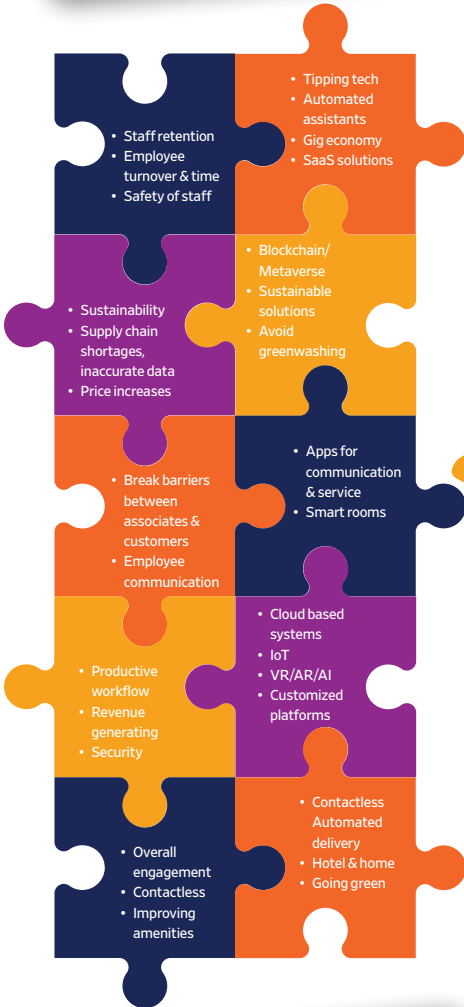 • Staff retention
• Employee
turnover & time
• Safety of staff
• Tipping tech
• Automated
assistants
• Gig economy
• SaaS solutions
• Sustainability
• Supply chain
shortages,
inaccurate data
• Price increases
• Blockchain/
Metaverse
• Sustainable
solutions
• Avoid
greenwashing
• Break barriers
between
associates &
customers
• Employee
communication
• Apps for
communication
& service
• Smart rooms
• Productive
workflow
• Revenue
generating
• Security
• Cloud based
systems
• IoT
• VR/AR/AI
• Customized
platforms
• Overall
engagement
• Contactless
• Improving
amenities
• Contactless
Automated
delivery
• Hotel & home
• Going green